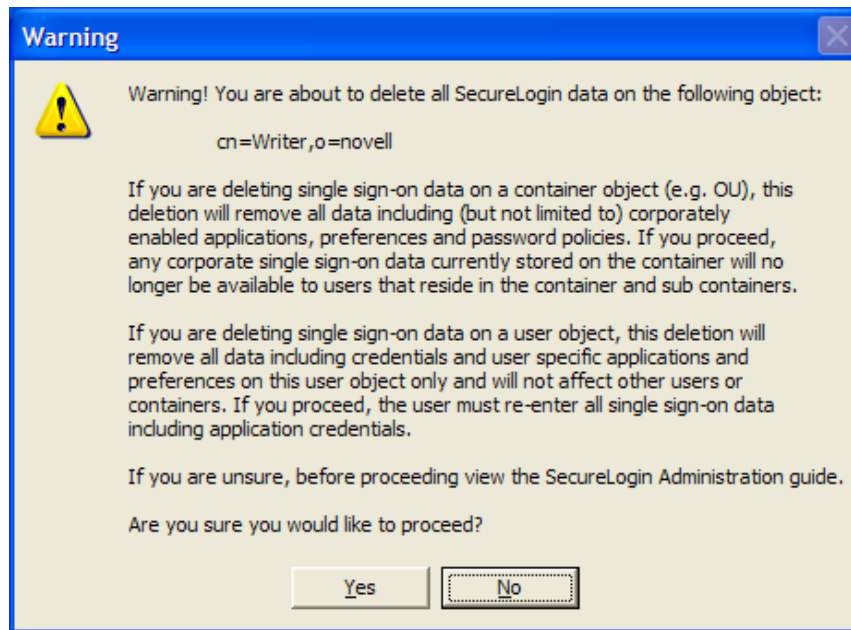 Warning
Warning! You are about to delete all SecureLogin data on the following object:
cn=Writer,o=novell
If you are deleting single sign-on data on a container object (e.g. OU), this
deletion will remove all data including (but not limited to) corporately
enabled applications, preferences and password policies. If you proceed,
any corporate single sign-on data currently stored on the container will no
longer be available to users that reside in the container and sub containers.
If you are deleting single sign-on data on a user object, this deletion will
remove all data including credentials and user specific applications and
preferences on this user object only and will not affect other users or
containers. If you proceed, the user must re-enter all single sign-on data
including application credentials.
If you are unsure, before proceeding view the SecureLogin Administration guide.
Are you sure you would like to proceed?
Yes No